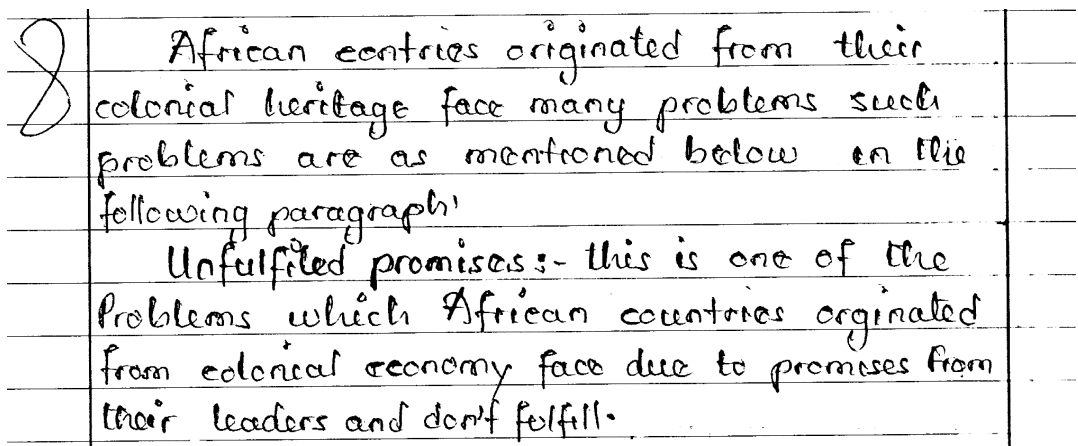 8 African contries originated from their
colonial heritage face many problems such
problems are as mentioned below in the
following paragraph'
Unfulfiled promises:- this is one of the
Problems which African countries orginated
from colonial economy face due to promises from
their leaders and don't fulfill.